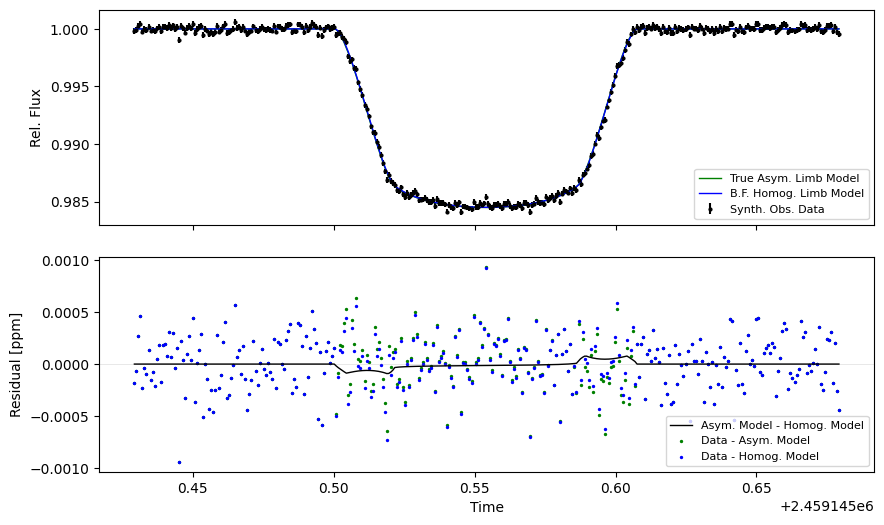 1.000
0.995
0.990
0.985
Rel. Flux
True Asym. Limb Model
B.F. Homog. Limb Model
Synth. Obs. Data
0.0010
0.0005
0.0000
−0.0005
−0.0010
Residual [ppm]
Asym. Model - Homog. Model
Data - Asym. Model
Data - Homog. Model
0.45 0.50 0.55 0.60 0.65
Time
+2.459145e6